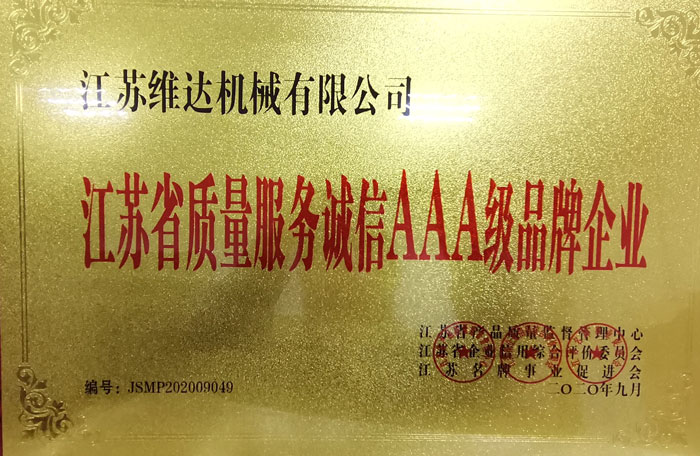 江苏维达机械有限公司
江苏省质量服务诚信AAA级品牌企业
江苏省产品质量监督管理中心
江苏省企业信用综合评价委员会
江苏名牌事业促进会
编号：JSMP202009049
二〇二〇年九月